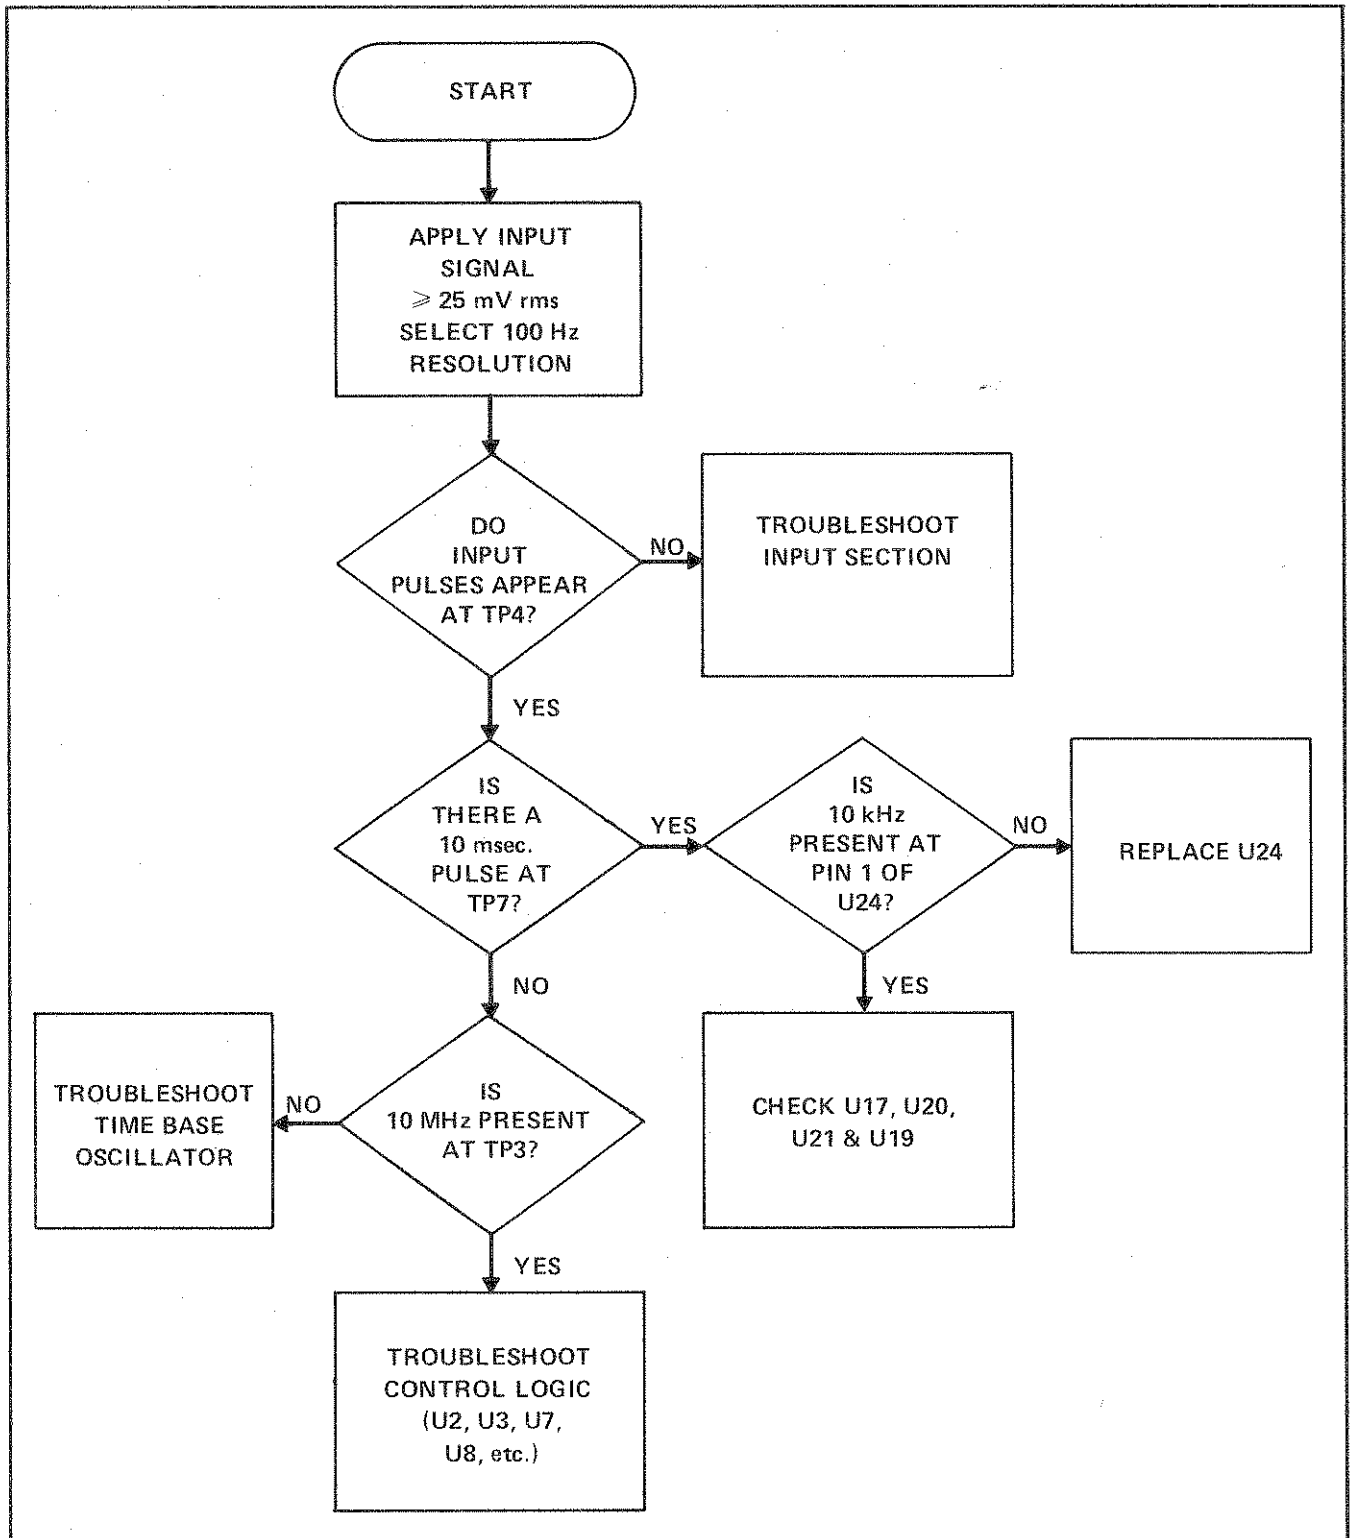 START
APPLY INPUT
SIGNAL
⩾ 25 mV rms
SELECT 100 Hz
RESOLUTION
DO
INPUT
PULSES APPEAR
AT TP4?
NO
TROUBLESHOOT
INPUT SECTION
YES
IS
THERE A
10 msec.
PULSE AT
TP7?
YES
IS
10 kHz
PRESENT AT
PIN 1 OF
U24?
NO
REPLACE U24
NO
YES
CHECK U17, U20,
U21 & U19
IS
10 MHz PRESENT
AT TP3?
NO
TROUBLESHOOT
TIME BASE
OSCILLATOR
YES
TROUBLESHOOT
CONTROL LOGIC
(U2, U3, U7,
U8, etc.)